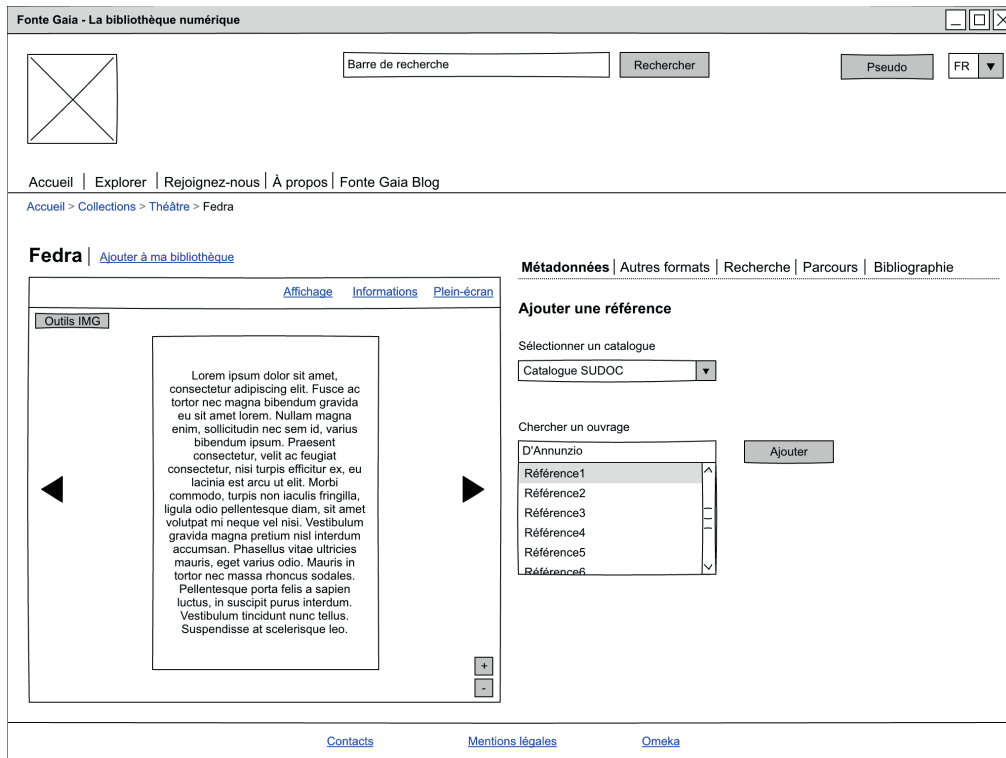 Fonte Gaia - La bibliothèque numérique
Barre de recherche
Rechercher
Pseudo
FR
Accueil | Explorer | Rejoignez-nous | À propos | Fonte Gaia Blog
Accueil > Collections > Théâtre > Fedra
Fedra | Ajouter à ma bibliothèque
Affichage Informations Plein-écran
Outils IMG
Lorem ipsum dolor sit amet,
consectetur adipiscing elit. Fusce ac
tortor nec magna bibendum gravida
eu sit amet lorem. Nullam magna
enim, sollicitudin nec sem id, varius
bibendum ipsum. Praesent
consectetur, velit ac feugiat
consectetur, nisi turpis efficitur ex, eu
lacinia est arcu ut elit. Morbi
commodo, turpis non iaculis fringilla,
ligula odio pellentesque diam, sit amet
volutpat mi neque vel nisi. Vestibulum
gravida magna pretium nisl interdum
accumsan. Phasellus vitae ultricies
mauris, eget varius odio. Mauris in
tortor nec massa rhoncus sodales.
Pellentesque porta felis a sapien
luctus, in suscipit purus interdum.
Vestibulum tincidunt nunc tellus.
Suspendisse at scelerisque leo.
+
-
Métadonnées | Autres formats | Recherche | Parcours | Bibliographie
Ajouter une référence
Sélectionner un catalogue
Catalogue SUDOC
Chercher un ouvrage
D'Annunzio
Ajouter
Référence1
Référence2
Référence3
Référence4
Référence5
Référence6
Contacts Mentions légales Omeka